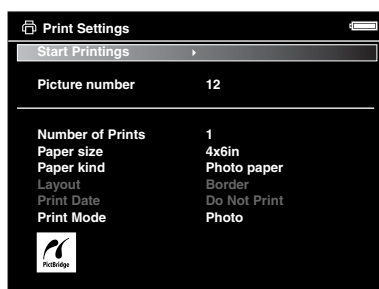 Print Settings
Start Printings
Picture number 12
Number of Prints 1
Paper size 4x6in
Paper kind Photo paper
Layout Border
Print Date Do Not Print
Print Mode Photo
PictBridge